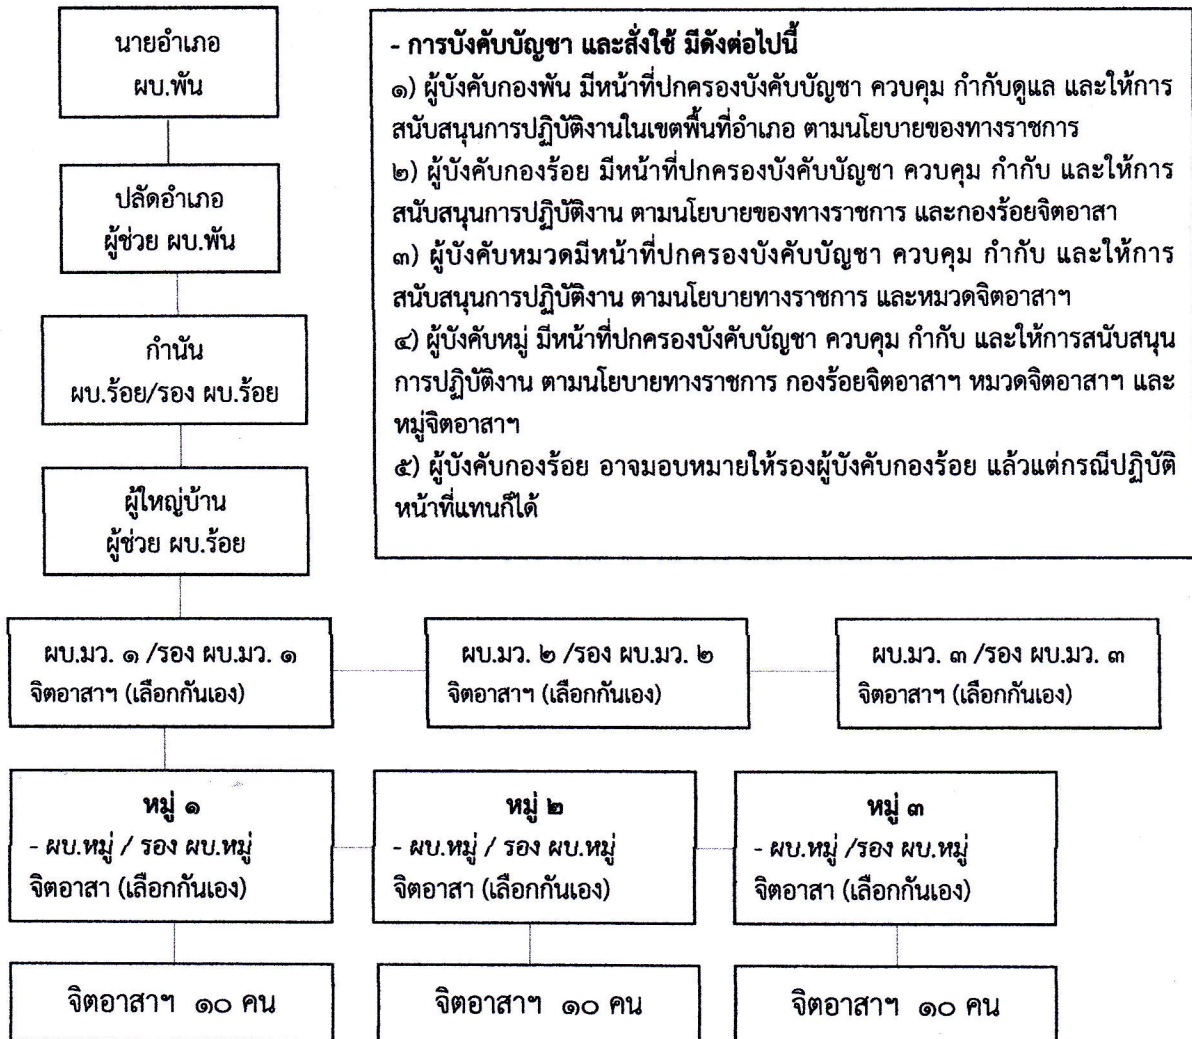 นายอำเภอ
ผบ.พัน
ปลัดอำเภอ
ผู้ช่วย ผบ.พัน
กำนัน
ผบ.ร้อย/รอง ผบ.ร้อย
ผู้ใหญ่บ้าน
ผู้ช่วย ผบ.ร้อย
- การบังคับบัญชา และสั่งใช้ มีดังต่อไปนี้
๑) ผู้บังคับกองพัน มีหน้าที่ปกครองบังคับบัญชา ควบคุม กำกับดูแล และให้การ
สนับสนุนการปฏิบัติงานในเขตพื้นที่อำเภอ ตามนโยบายของทางราชการ
๒) ผู้บังคับกองร้อย มีหน้าที่ปกครองบังคับบัญชา ควบคุม กำกับ และให้การ
สนับสนุนการปฏิบัติงาน ตามนโยบายของทางราชการ และกองร้อยจิตอาสา
๓) ผู้บังคับหมวดมีหน้าที่ปกครองบังคับบัญชา ควบคุม กำกับ และให้การ
สนับสนุนการปฏิบัติงาน ตามนโยบายทางราชการ และหมวดจิตอาสาฯ
๔) ผู้บังคับหมู่ มีหน้าที่ปกครองบังคับบัญชา ควบคุม กำกับ และให้การสนับสนุน
การปฏิบัติงาน ตามนโยบายทางราชการ กองร้อยจิตอาสาฯ หมวดจิตอาสาฯ และ
หมู่จิตอาสาฯ
๕) ผู้บังคับกองร้อย อาจมอบหมายให้รองผู้บังคับกองร้อย แล้วแต่กรณีปฏิบัติ
หน้าที่แทนก็ได้
ผบ.มว. ๑ /รอง ผบ.มว. ๑
จิตอาสาฯ (เลือกกันเอง)
ผบ.มว. ๒ /รอง ผบ.มว. ๒
จิตอาสาฯ (เลือกกันเอง)
ผบ.มว. ๓ /รอง ผบ.มว. ๓
จิตอาสาฯ (เลือกกันเอง)
หมู่ ๑
- ผบ.หมู่ / รอง ผบ.หมู่
จิตอาสา (เลือกกันเอง)
หมู่ ๒
- ผบ.หมู่ / รอง ผบ.หมู่
จิตอาสา (เลือกกันเอง)
หมู่ ๓
- ผบ.หมู่ /รอง ผบ.หมู่
จิตอาสา (เลือกกันเอง)
จิตอาสาฯ ๑๐ คน
จิตอาสาฯ ๑๐ คน
จิตอาสาฯ ๑๐ คน